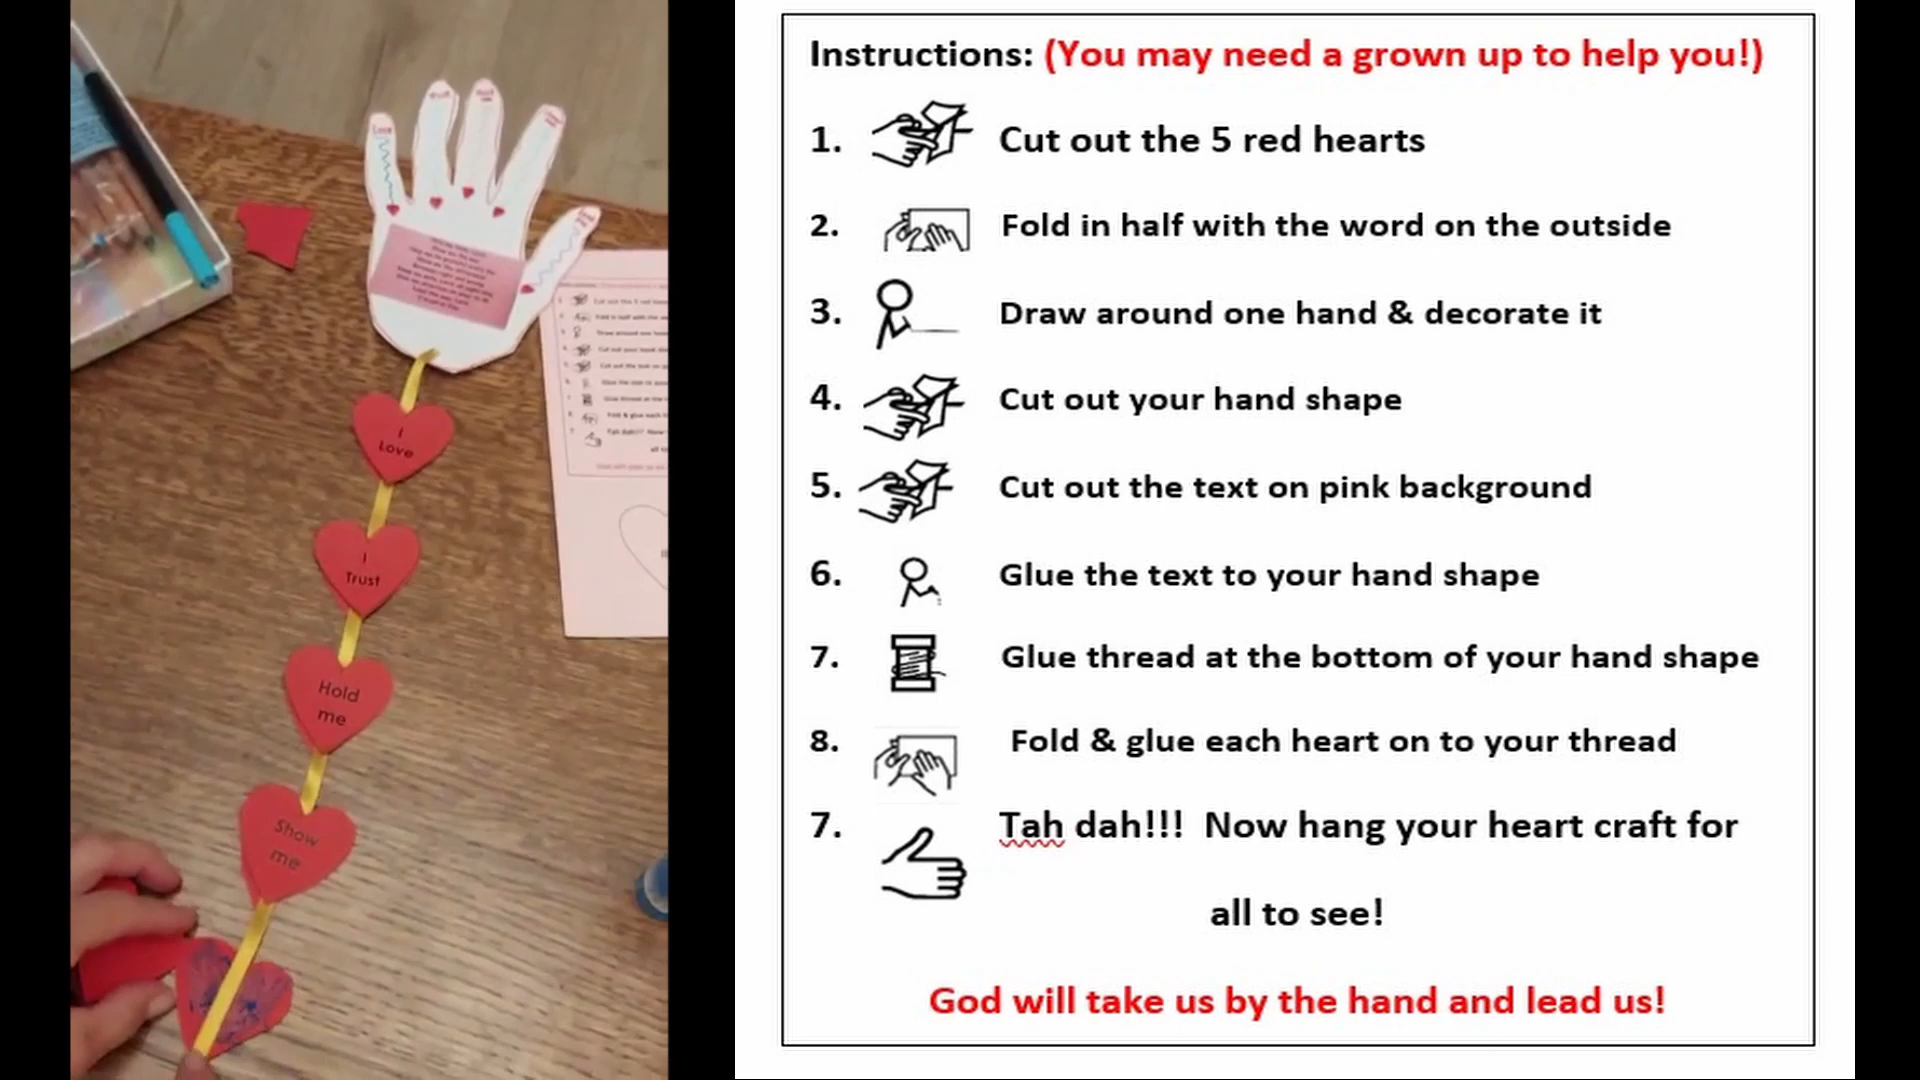 Love
I
Love
I
Trust
Hold
me
Show
me
Instructions: (You may need a grown up to help you!)
1. Cut out the 5 red hearts
2. Fold in half with the word on the outside
3. Draw around one hand & decorate it
4. Cut out your hand shape
5. Cut out the text on pink background
6. Glue the text to your hand shape
7. Glue thread at the bottom of your hand shape
8. Fold & glue each heart on to your thread
7. Tah dah!!! Now hang your heart craft for
all to see!
God will take us by the hand and lead us!